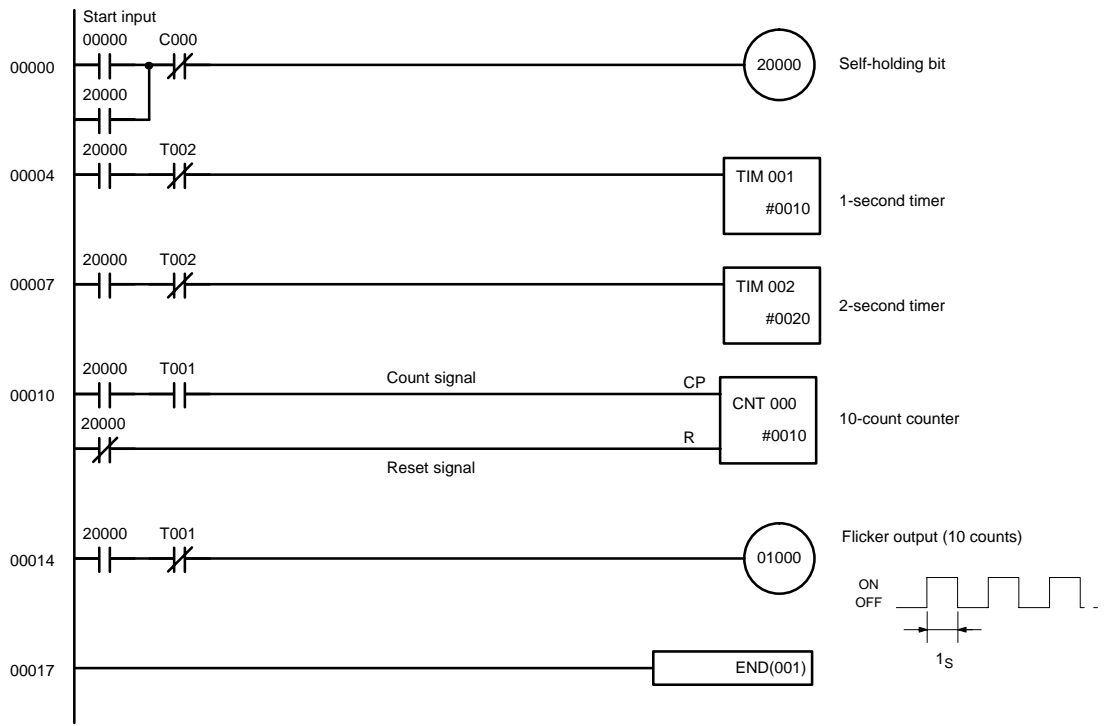 Start input
00000 C000
00000
20000
Self-holding bit
20000
20000 T002
00004
TIM 001
#0010
1-second timer
20000 T002
00007
TIM 002
#0020
2-second timer
20000 T001
00010
Count signal
CP
CNT 000
#0010
10-count counter
20000
R
Reset signal
20000 T001
00014
01000
Flicker output (10 counts)
ON
OFF
1S
00017
END(001)